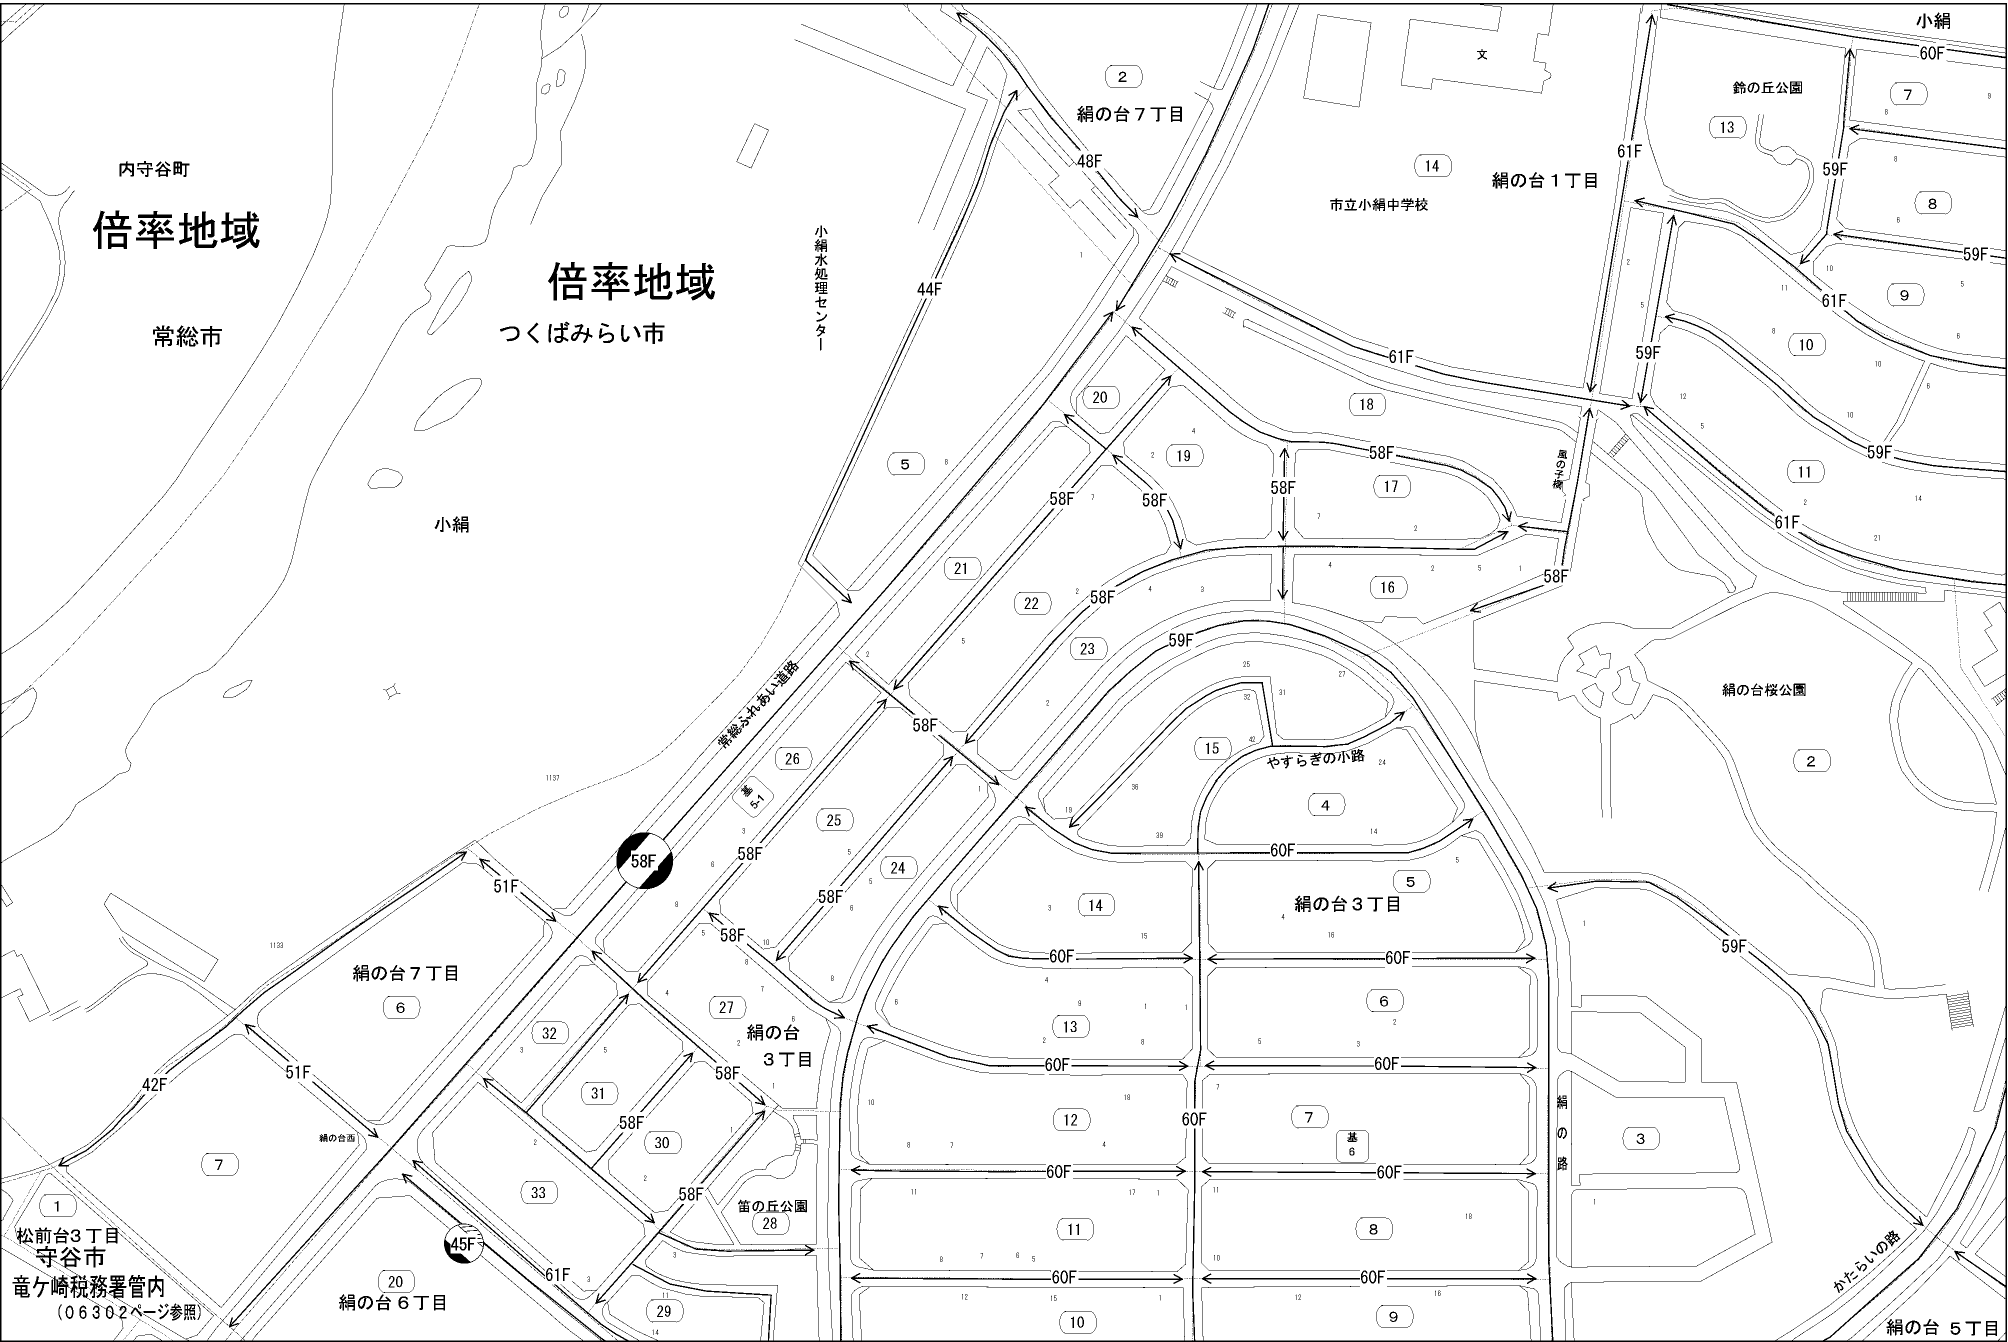 小絹
60F
文
2
鈴の丘公園
7
絹の台7丁目
13
48F
61F
14
内守谷町
59F
絹の台1丁目
市立小絹中学校
8
倍率地域
小絹水処理センター
59F
倍率地域
44F
61F
9
つくばみらい市
常総市
10
59F
61F
20
18
58F
59F
19
5
風の子橋
11
17
58F
58F
58F
小絹
61F
21
58F
16
22
58F
59F
23
常総ふれあい道路
絹の台桜公園
58F
15
26
やすらぎの小路
2
基
5-1
4
25
58F
60F
58F
24
51F
5
58F
14
絹の台3丁目
58F
59F
60F
60F
絹の台7丁目
6
6
27
13
32
絹の台
3丁目
60F
60F
51F
58F
42F
31
絹の路
12
60F
7
58F
絹の台西
3
30
基
6
7
60F
60F
33
58F
1
笛の丘公園
28
11
8
松前台3丁目
45F
守谷市
かたらいの路
61F
60F
60F
竜ケ崎税務署管内
20
(06302ページ参照)
絹の台6丁目
29
10
9
絹の台 5丁目
1133
1137